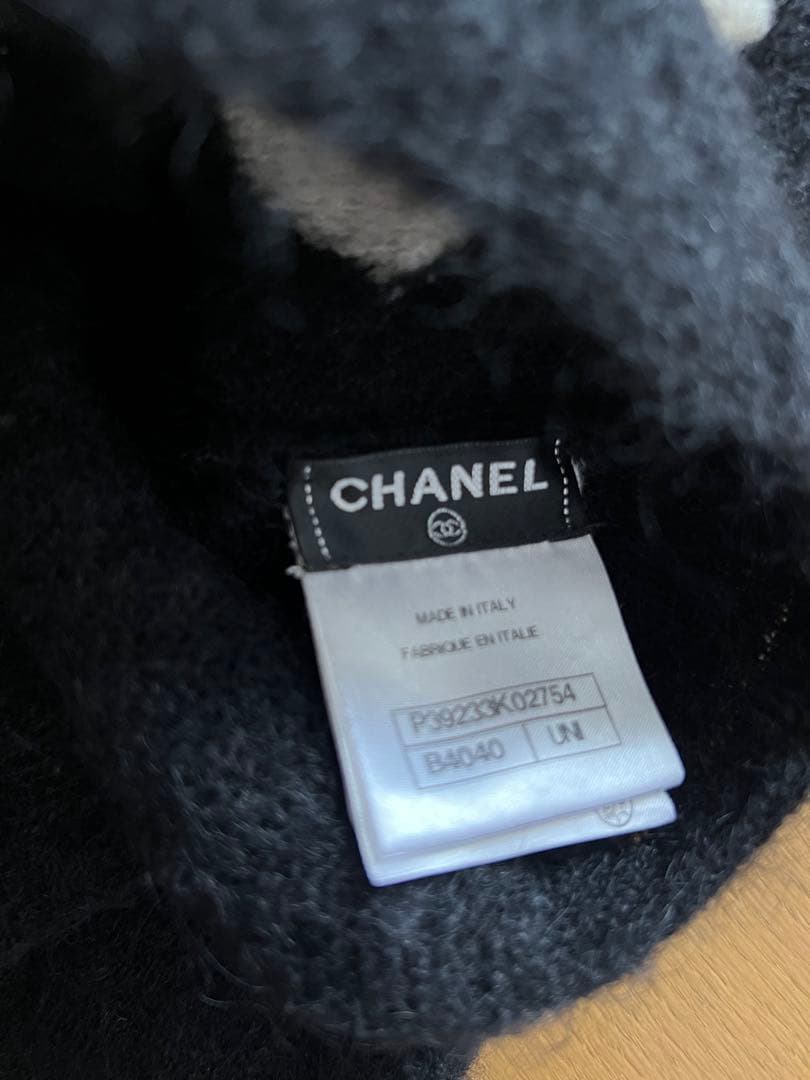 CHANEL
MADE IN ITALY
FABRIQUE EN ITALIE
P39233K02754
B4040 UNI